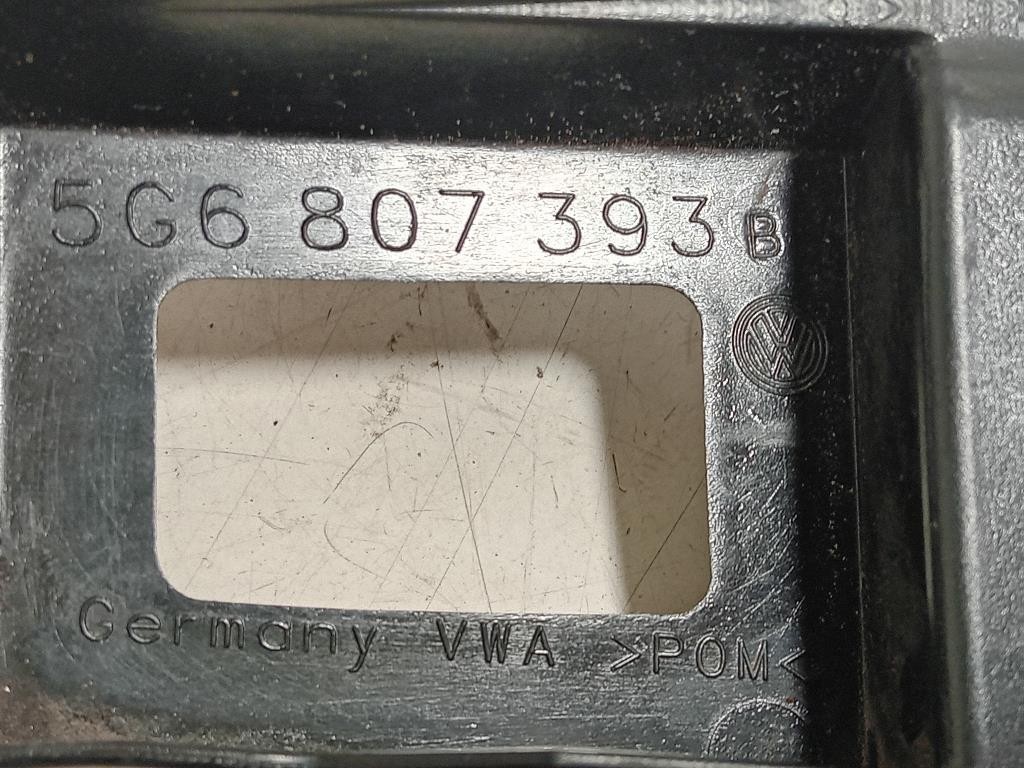 5G6 807 393 B
Germany VWA >POM<